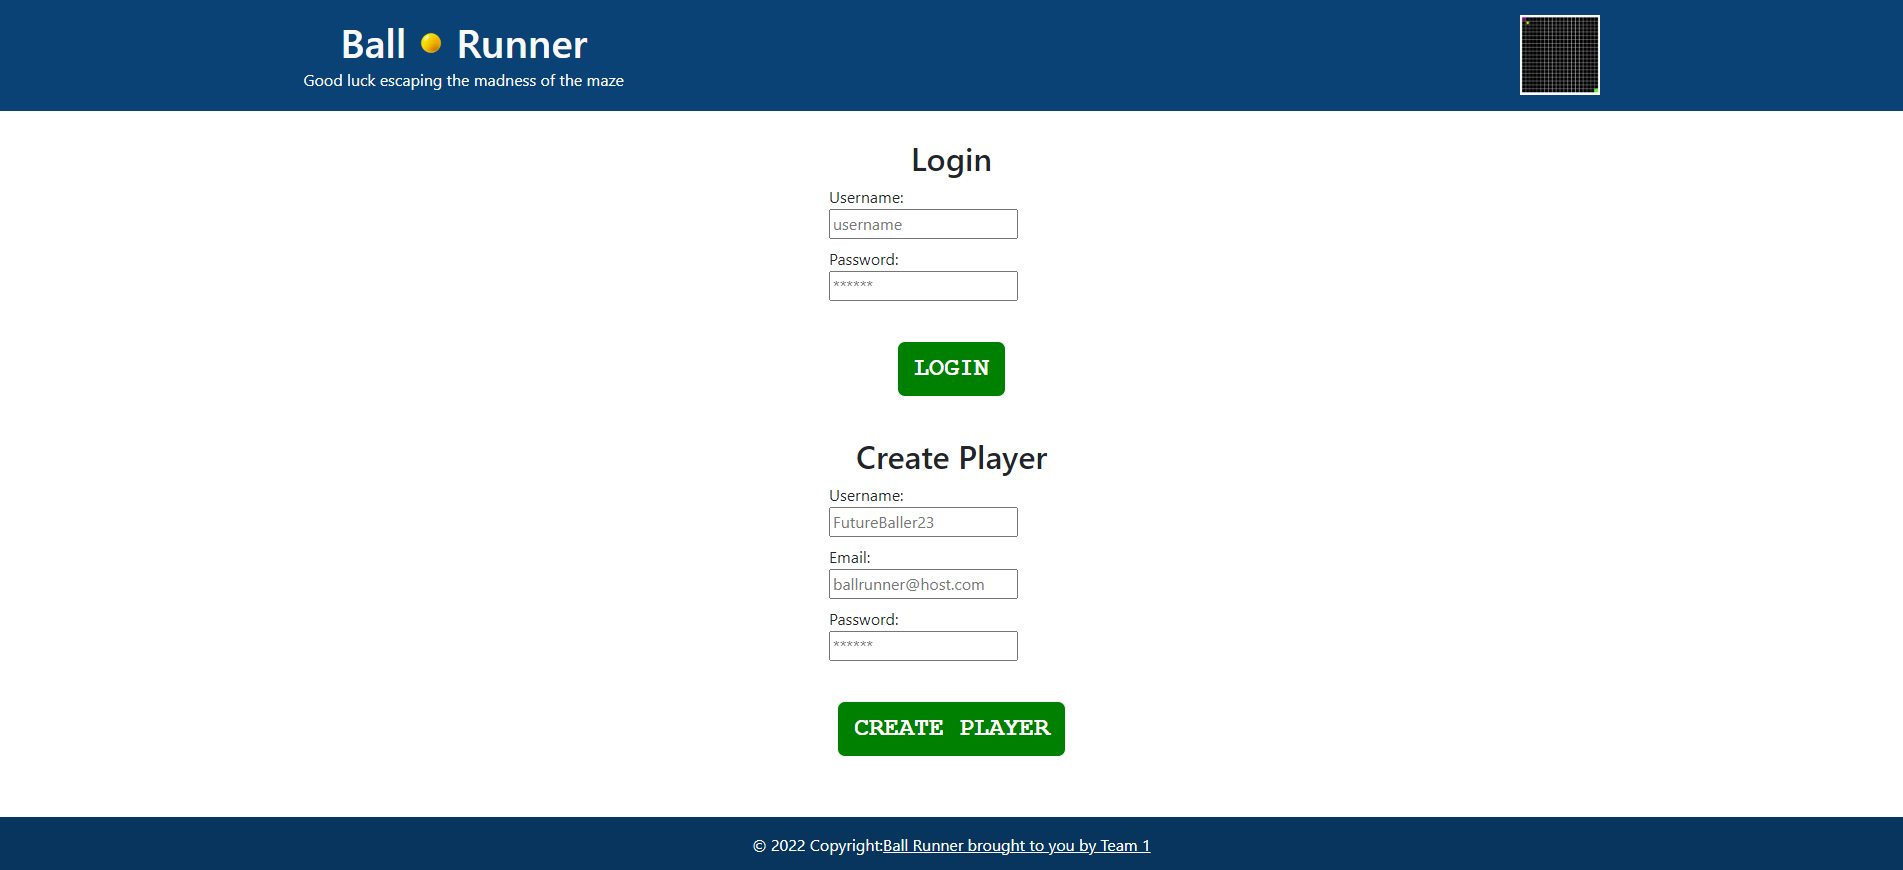 Ball Runner
Good luck escaping the madness of the maze
Login
Username:
username
Password:
******
LOGIN
Create Player
Username:
FutureBaller23
Email:
ballrunner@host.com
Password:
******
CREATE PLAYER
© 2022 Copyright:Ball Runner brought to you by Team 1